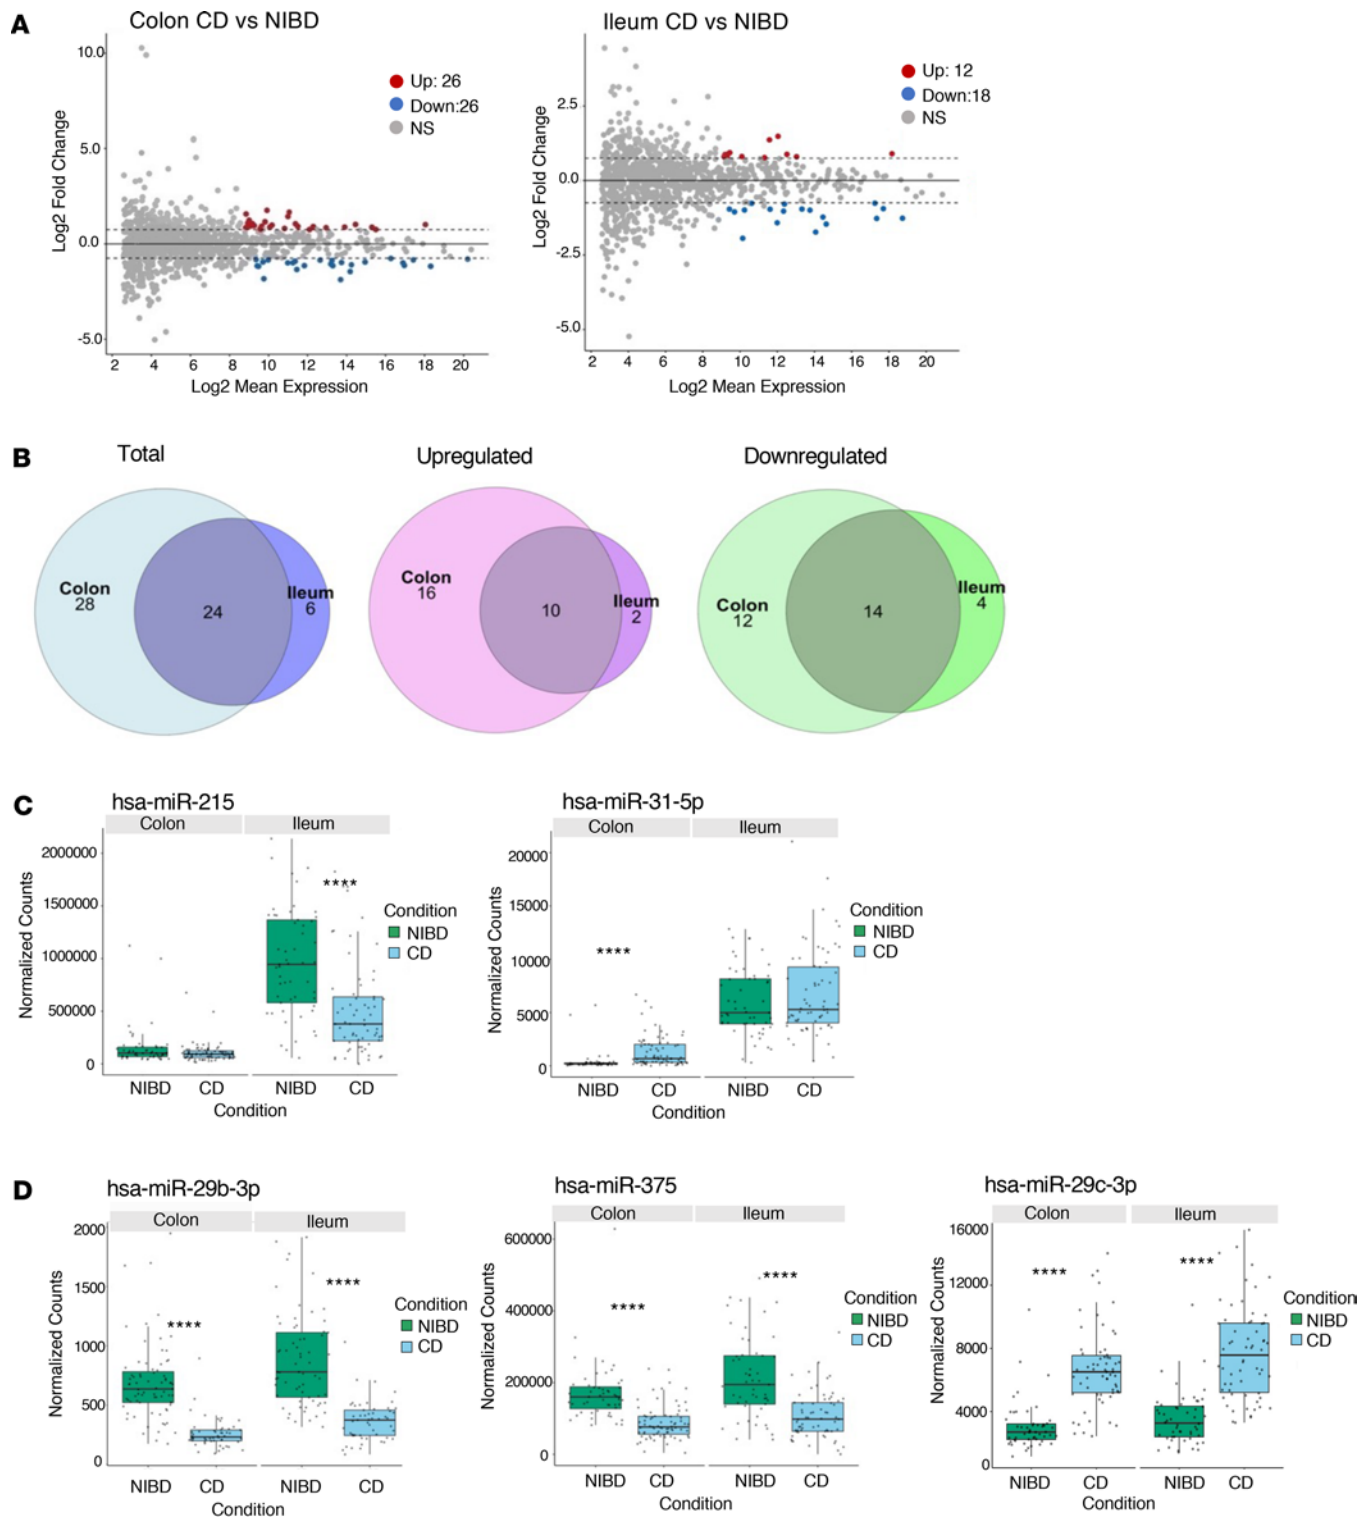 A
Colon CD vs NIBD
Ileum CD vs NIBD
Log2 Fold Change
10.0
5.0
0.0
-5.0
Up: 26
Down:26
NS
2 4 6 8 10 12 14 16 18 20
Log2 Mean Expression
Log2 Fold Change
2.5
0.0
-2.5
-5.0
Up: 12
Down:18
NS
2 4 6 8 10 12 14 16 18 20
Log2 Mean Expression
B
Total
Upregulated
Downregulated
Colon
28
24
Ileum
6
Colon
16
10
Ileum
2
Colon
12
14
Ileum
4
C
hsa-miR-215
Colon
Ileum
Normalized Counts
2000000
1500000
1000000
500000
0
****
Condition
NIBD
CD
NIBD CD NIBD CD
Condition
hsa-miR-31-5p
Colon
Ileum
Normalized Counts
20000
15000
10000
5000
0
****
Condition
NIBD
CD
NIBD CD NIBD CD
Condition
D
hsa-miR-29b-3p
Colon
Ileum
Normalized Counts
2000
1500
1000
500
0
****
****
Condition
NIBD
CD
NIBD CD NIBD CD
Condition
hsa-miR-375
Colon
Ileum
Normalized Counts
600000
400000
200000
0
****
****
Condition
NIBD
CD
NIBD CD NIBD CD
Condition
hsa-miR-29c-3p
Colon
Ileum
Normalized Counts
16000
12000
8000
4000
0
****
****
Condition
NIBD
CD
NIBD CD NIBD CD
Condition